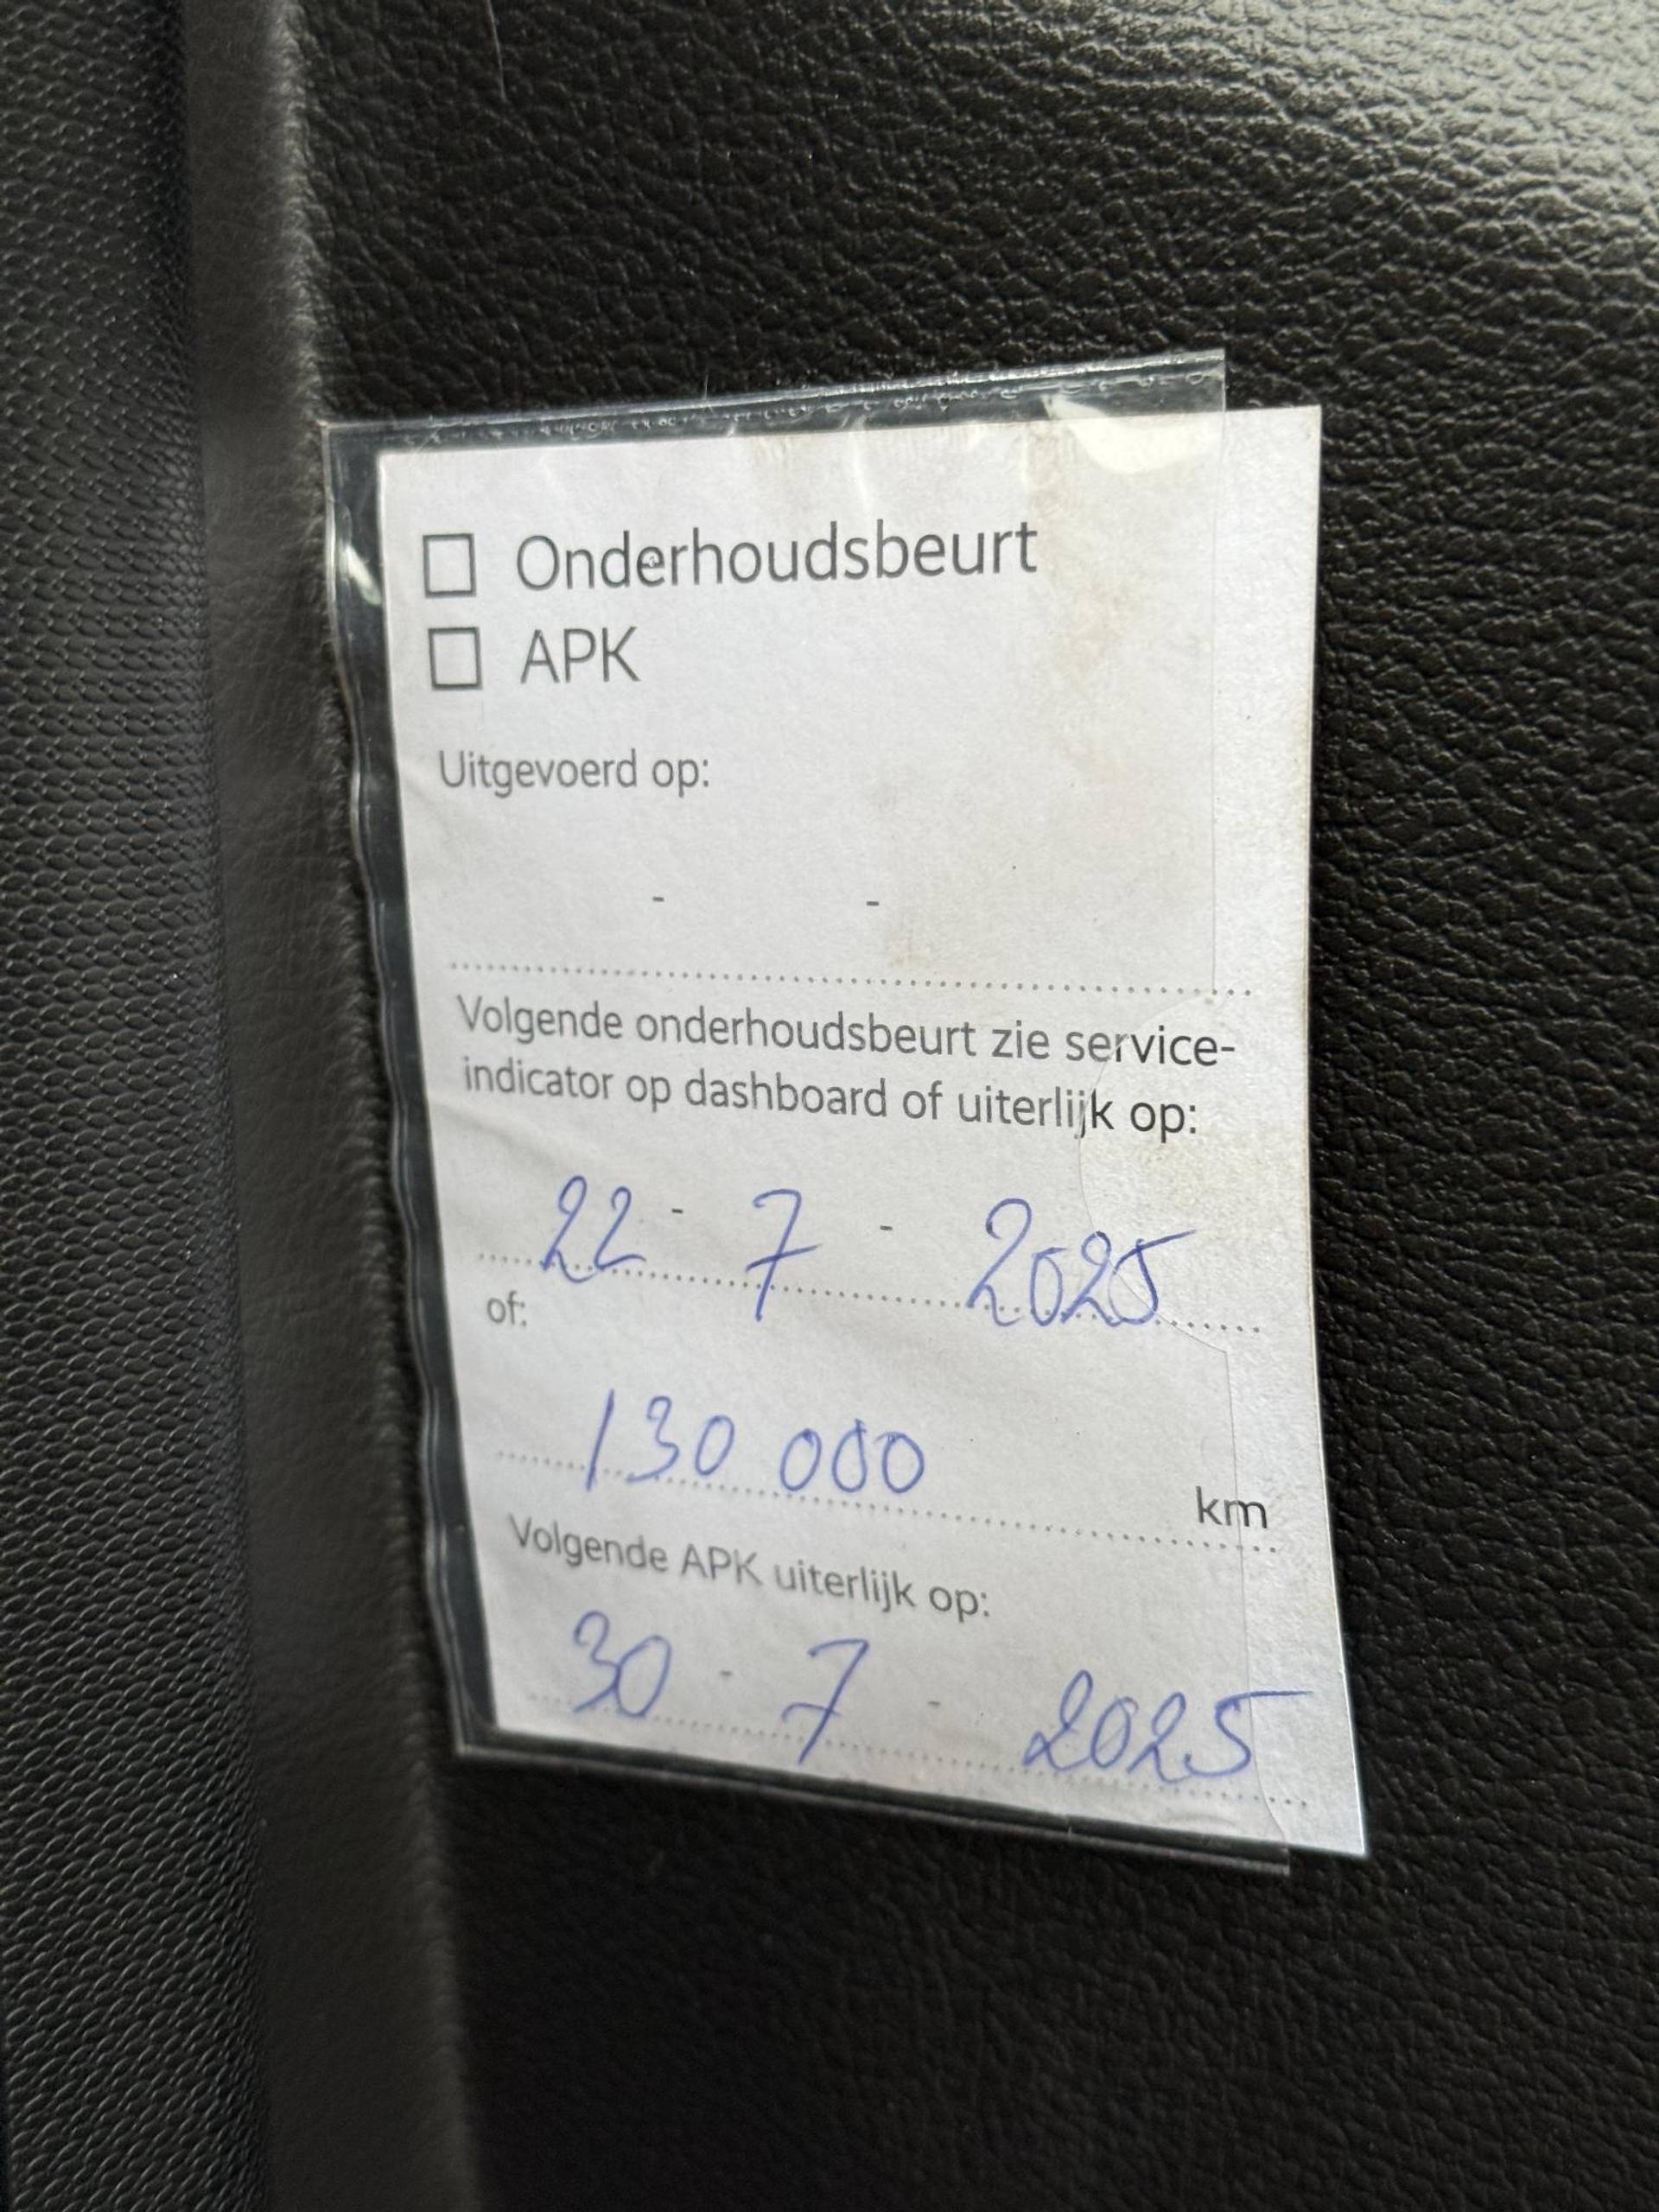 Onderhoudsbeurt
APK
Uitgevoerd op:
- -
Volgende onderhoudsbeurt zie service-
indicator op dashboard of uiterlijk op:
22 - 7 - 2025
of:
130 000 km
Volgende APK uiterlijk op:
30 - 7 - 2025